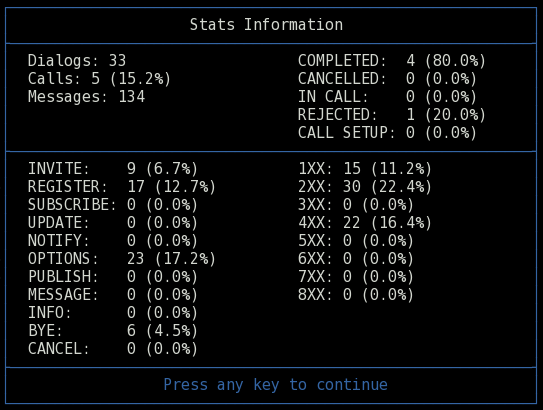 Stats Information
Dialogs: 33 COMPLETED: 4 (80.0%)
Calls: 5 (15.2%) CANCELLED: 0 (0.0%)
Messages: 134 IN CALL: 0 (0.0%)
REJECTED: 1 (20.0%)
CALL SETUP: 0 (0.0%)
INVITE: 9 (6.7%) 1XX: 15 (11.2%)
REGISTER: 17 (12.7%) 2XX: 30 (22.4%)
SUBSCRIBE: 0 (0.0%) 3XX: 0 (0.0%)
UPDATE: 0 (0.0%) 4XX: 22 (16.4%)
NOTIFY: 0 (0.0%) 5XX: 0 (0.0%)
OPTIONS: 23 (17.2%) 6XX: 0 (0.0%)
PUBLISH: 0 (0.0%) 7XX: 0 (0.0%)
MESSAGE: 0 (0.0%) 8XX: 0 (0.0%)
INFO: 0 (0.0%)
BYE: 6 (4.5%)
CANCEL: 0 (0.0%)
Press any key to continue